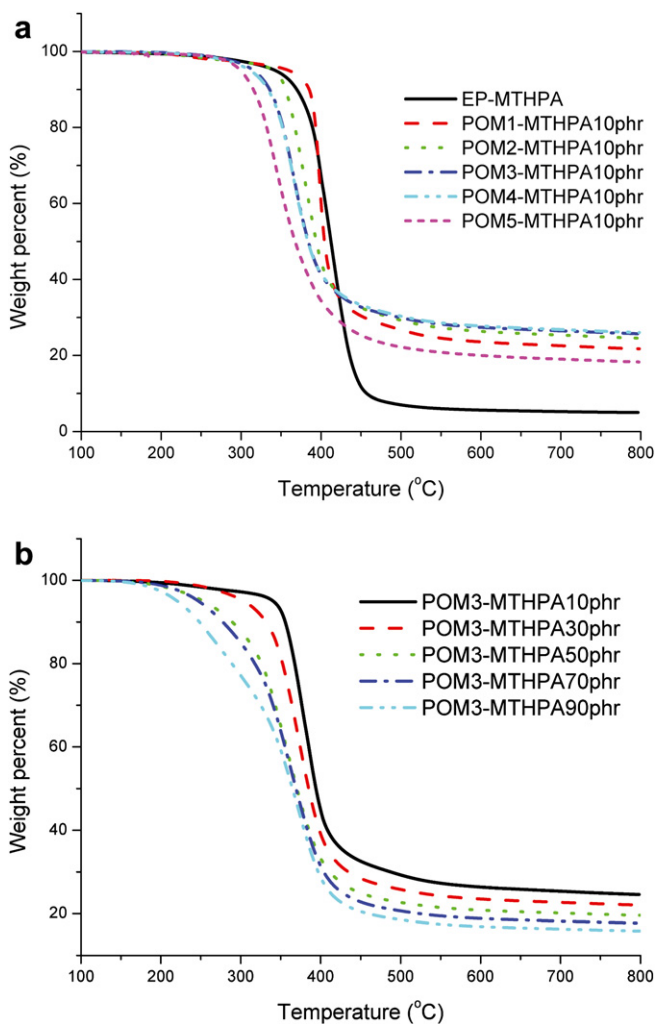 a
100
80
60
40
20
0
Weight percent (%)
EP-MTHPA
POM1-MTHPA10phr
POM2-MTHPA10phr
POM3-MTHPA10phr
POM4-MTHPA10phr
POM5-MTHPA10phr
100 200 300 400 500 600 700 800
Temperature (°C)
b
100
80
60
40
20
Weight percent (%)
POM3-MTHPA10phr
POM3-MTHPA30phr
POM3-MTHPA50phr
POM3-MTHPA70phr
POM3-MTHPA90phr
100 200 300 400 500 600 700 800
Temperature (°C)